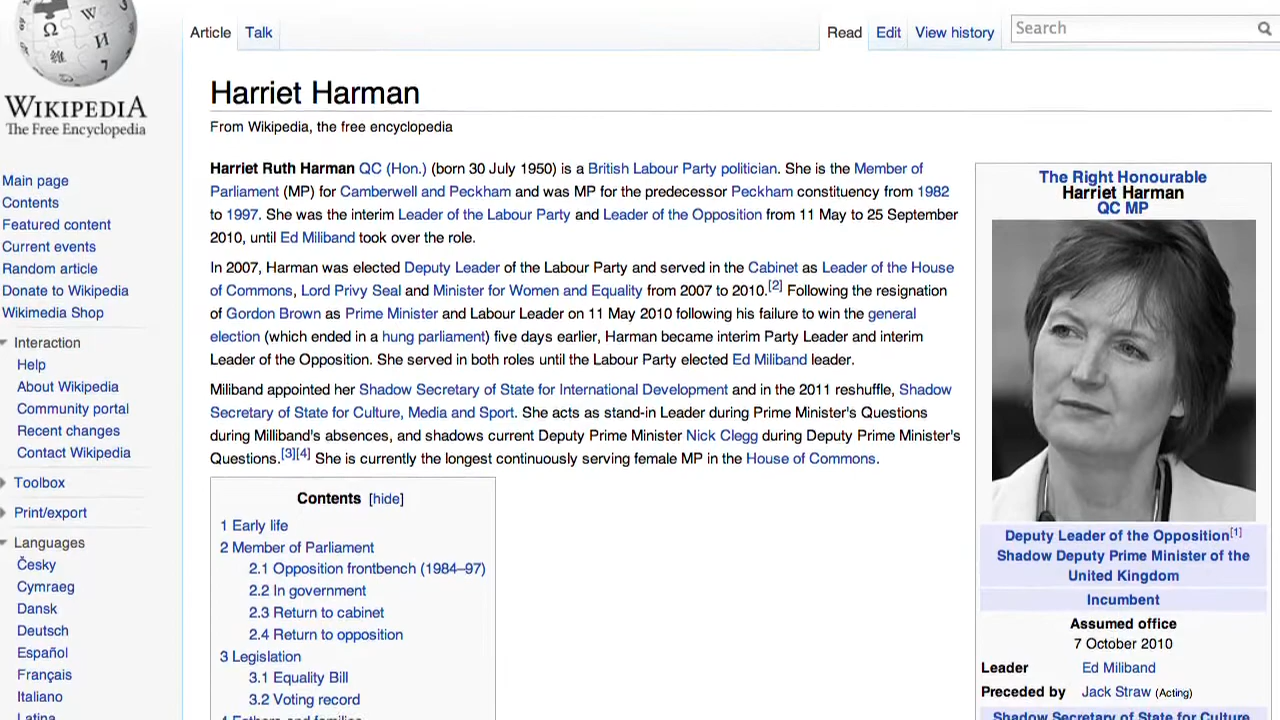 Article Talk Read Edit View history Search
WIKIPEDIA
The Free Encyclopedia
Main page
Contents
Featured content
Current events
Random article
Donate to Wikipedia
Wikimedia Shop
Interaction
Help
About Wikipedia
Community portal
Recent changes
Contact Wikipedia
Toolbox
Print/export
Languages
Česky
Cymraeg
Dansk
Deutsch
Español
Français
Italiano
Latina
Harriet Harman
From Wikipedia, the free encyclopedia
Harriet Ruth Harman QC (Hon.) (born 30 July 1950) is a British Labour Party politician. She is the Member of
Parliament (MP) for Camberwell and Peckham and was MP for the predecessor Peckham constituency from 1982
to 1997. She was the interim Leader of the Labour Party and Leader of the Opposition from 11 May to 25 September
2010, until Ed Miliband took over the role.
In 2007, Harman was elected Deputy Leader of the Labour Party and served in the Cabinet as Leader of the House
of Commons, Lord Privy Seal and Minister for Women and Equality from 2007 to 2010.[2] Following the resignation
of Gordon Brown as Prime Minister and Labour Leader on 11 May 2010 following his failure to win the general
election (which ended in a hung parliament) five days earlier, Harman became interim Party Leader and interim
Leader of the Opposition. She served in both roles until the Labour Party elected Ed Miliband leader.
Miliband appointed her Shadow Secretary of State for International Development and in the 2011 reshuffle, Shadow
Secretary of State for Culture, Media and Sport. She acts as stand-in Leader during Prime Minister's Questions
during Milliband's absences, and shadows current Deputy Prime Minister Nick Clegg during Deputy Prime Minister's
Questions.[3][4] She is currently the longest continuously serving female MP in the House of Commons.
Contents [hide]
1 Early life
2 Member of Parliament
2.1 Opposition frontbench (1984–97)
2.2 In government
2.3 Return to cabinet
2.4 Return to opposition
3 Legislation
3.1 Equality Bill
3.2 Voting record
The Right Honourable
Harriet Harman
QC MP
Deputy Leader of the Opposition[1]
Shadow Deputy Prime Minister of the
United Kingdom
Incumbent
Assumed office
7 October 2010
Leader Ed Miliband
Preceded by Jack Straw (Acting)
Shadow Secretary of State for Culture